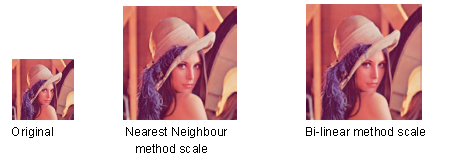 Original
Nearest Neighbour
method scale
Bi-linear method scale